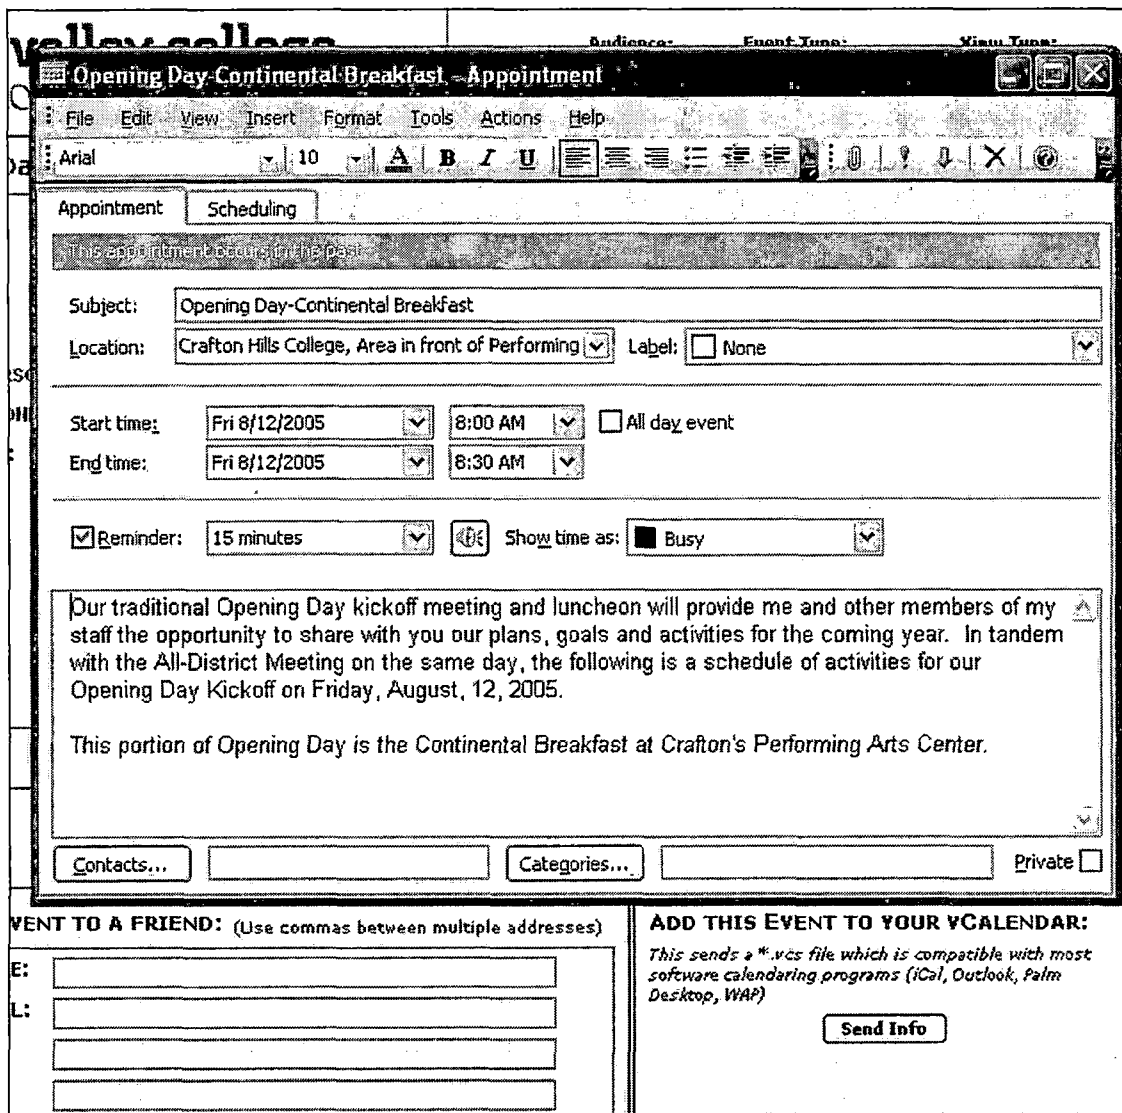 valley college
Audience: Event Type: View Type:
Opening Day-Continental Breakfast - Appointment
File Edit View Insert Format Tools Actions Help
Arial 10 A B I U
Appointment Scheduling
This appointment occurs in the past.
Subject: Opening Day-Continental Breakfast
Location: Crafton Hills College, Area in front of Performing Label: None
Start time: Fri 8/12/2005 8:00 AM All day event
End time: Fri 8/12/2005 8:30 AM
Reminder: 15 minutes Show time as: Busy
Our traditional Opening Day kickoff meeting and luncheon will provide me and other members of my
staff the opportunity to share with you our plans, goals and activities for the coming year. In tandem
with the All-District Meeting on the same day, the following is a schedule of activities for our
Opening Day Kickoff on Friday, August, 12, 2005.
This portion of Opening Day is the Continental Breakfast at Crafton's Performing Arts Center.
Contacts... Categories... Private
VENT TO A FRIEND: (Use commas between multiple addresses)
E:
L:
ADD THIS EVENT TO YOUR VCALENDAR:
This sends a *.vcs file which is compatible with most
software calendaring programs (iCal, Outlook, Palm
Desktop, WAP)
Send Info